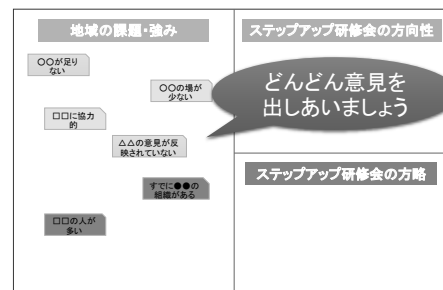 地域の課題・強み
〇〇が足り
ない
〇〇の場が
少ない
□□に協力
的
△△の意見が反
映されていない
すでに●●の
組織がある
□□の人が
多い
ステップアップ研修会の方向性
どんどん意見を
出しあいましょう
ステップアップ研修会の方略